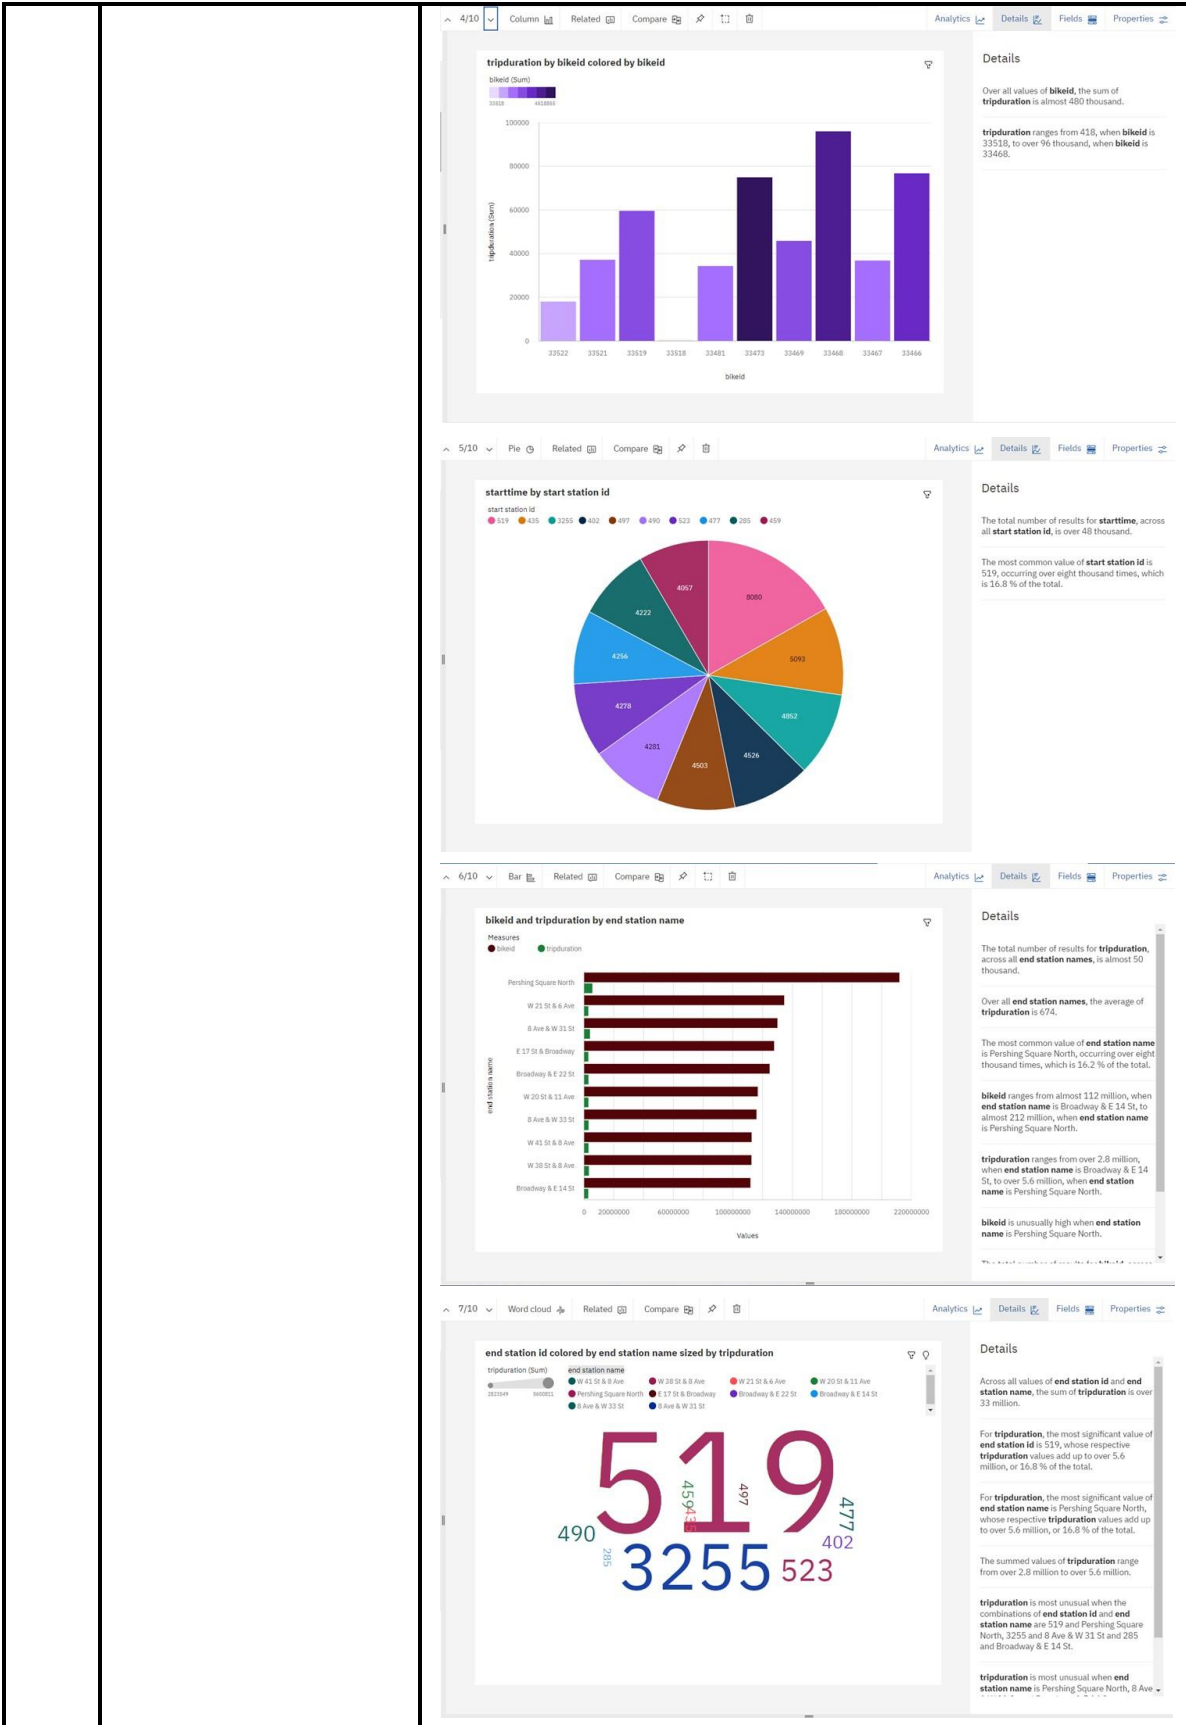 4/10 Column Related Compare Analytics Details Fields Properties
tripduration by bikeid colored by bikeid
bikeid (Sum)
33518 4618866
100000
80000
60000
40000
20000
0
tripduration (Sum)
33522 33521 33519 33518 33481 33473 33469 33468 33467 33466
bikeid
Details
Over all values of bikeid, the sum of
tripduration is almost 480 thousand.
tripduration ranges from 418, when bikeid is
33518, to over 96 thousand, when bikeid is
33468.
5/10 Pie Related Compare Analytics Details Fields Properties
starttime by start station id
start station id
519 435 3255 402 497 490 523 477 285 459
8080
5093
4852
4526
4503
4281
4278
4256
4222
4057
Details
The total number of results for starttime, across
all start station id, is over 48 thousand.
The most common value of start station id is
519, occurring over eight thousand times, which
is 16.8 % of the total.
6/10 Bar Related Compare Analytics Details Fields Properties
bikeid and tripduration by end station name
Measures
bikeid tripduration
end station name
Pershing Square North
W 21 St & 6 Ave
8 Ave & W 31 St
E 17 St & Broadway
Broadway & E 22 St
W 20 St & 11 Ave
8 Ave & W 33 St
W 41 St & 8 Ave
W 38 St & 8 Ave
Broadway & E 14 St
0 20000000 60000000 100000000 140000000 180000000 220000000
Values
Details
The total number of results for tripduration,
across all end station names, is almost 50
thousand.
Over all end station names, the average of
tripduration is 674.
The most common value of end station name
is Pershing Square North, occurring over eight
thousand times, which is 16.2 % of the total.
bikeid ranges from almost 112 million, when
end station name is Broadway & E 14 St, to
almost 212 million, when end station name
is Pershing Square North.
tripduration ranges from over 2.8 million,
when end station name is Broadway & E 14
St, to over 5.6 million, when end station
name is Pershing Square North.
bikeid is unusually high when end station
name is Pershing Square North.
7/10 Word cloud Related Compare Analytics Details Fields Properties
end station id colored by end station name sized by tripduration
tripduration (Sum) end station name
W 41 St & 8 Ave W 38 St & 8 Ave W 21 St & 6 Ave W 20 St & 11 Ave
Pershing Square North E 17 St & Broadway Broadway & E 22 St Broadway & E 14 St
8 Ave & W 33 St 8 Ave & W 31 St
519
459
435
497
477
490
402
285
3255
523
Details
Across all values of end station id and end
station name, the sum of tripduration is over
33 million.
For tripduration, the most significant value of
end station id is 519, whose respective
tripduration values add up to over 5.6
million, or 16.8 % of the total.
For tripduration, the most significant value of
end station name is Pershing Square North,
whose respective tripduration values add up
to over 5.6 million, or 16.8 % of the total.
The summed values of tripduration range
from over 2.8 million to over 5.6 million.
tripduration is most unusual when the
combinations of end station id and end
station name are 519 and Pershing Square
North, 3255 and 8 Ave & W 31 St and 285
and Broadway & E 14 St.
tripduration is most unusual when end
station name is Pershing Square North, 8 Ave